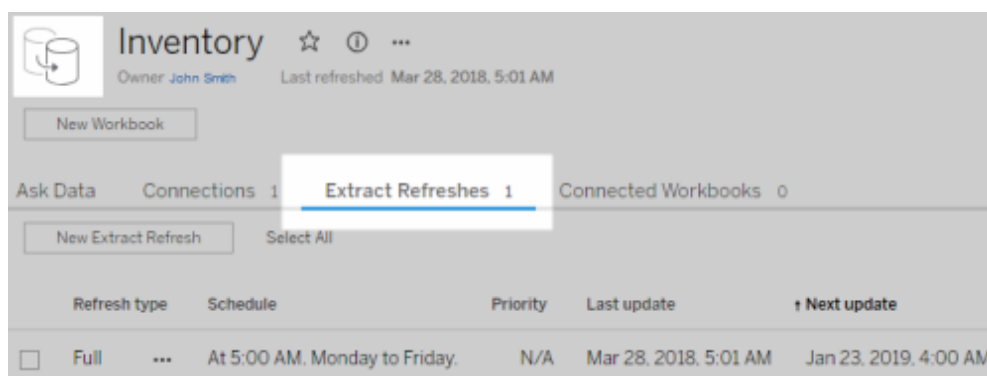 Inventory
Owner John Smith Last refreshed Mar 28, 2018, 5:01 AM
New Workbook
Ask Data Connections 1 Extract Refreshes 1 Connected Workbooks 0
New Extract Refresh Select All
Refresh type Schedule Priority Last update ↑ Next update
Full ••• At 5:00 AM. Monday to Friday. N/A Mar 28, 2018, 5:01 AM Jan 23, 2019, 4:00 AM